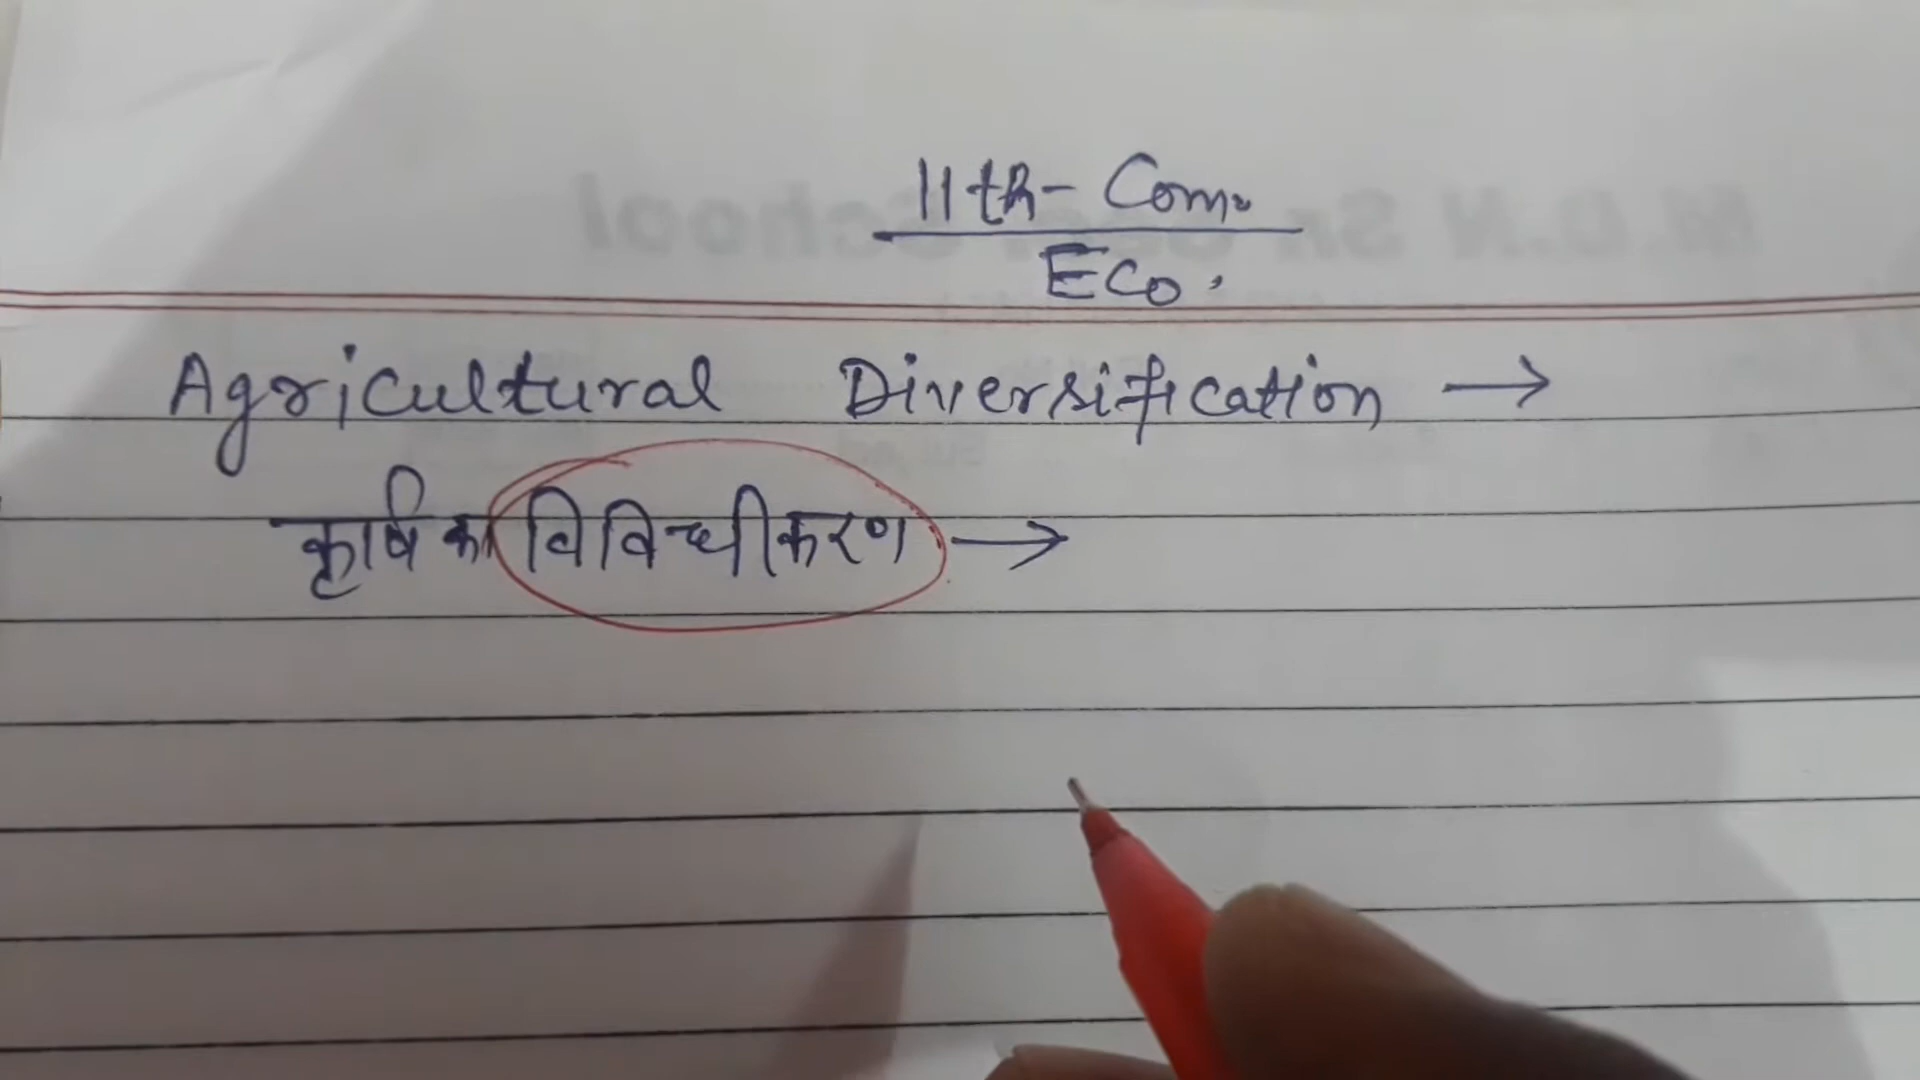 11th- Com.
Eco.
Agricultural Diversification →
कृषि का विविधीकरण →